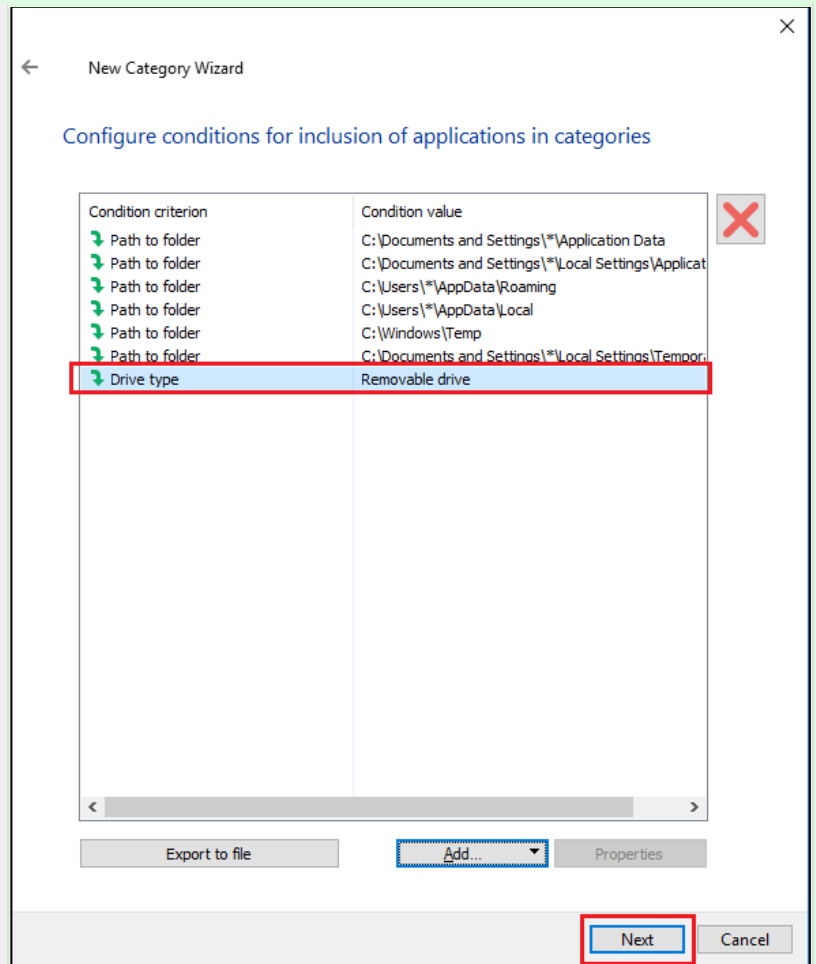 New Category Wizard
Configure conditions for inclusion of applications in categories
Condition criterion Condition value
Path to folder C:\Documents and Settings\*\Application Data
Path to folder C:\Documents and Settings\*\Local Settings\Applicat
Path to folder C:\Users\*\AppData\Roaming
Path to folder C:\Users\*\AppData\Local
Path to folder C:\Windows\Temp
Path to folder C:\Documents and Settings\*\Local Settings\Tempor
Drive type Removable drive
Export to file Add... Properties
Next Cancel